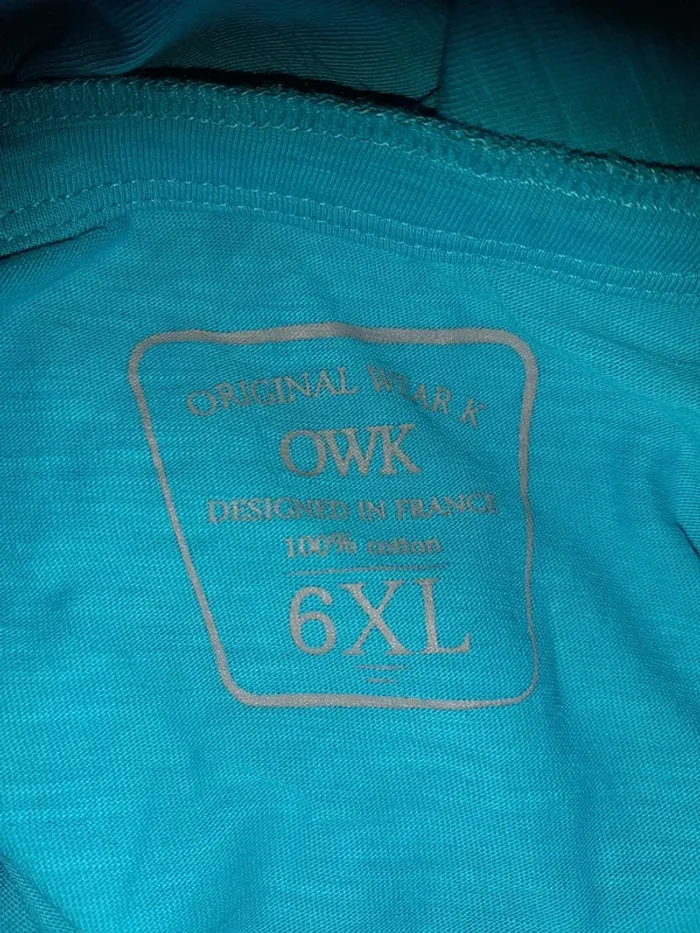 ORIGINAL WEAR K
OWK
DESIGNED IN FRANCE
100% cotton
6XL